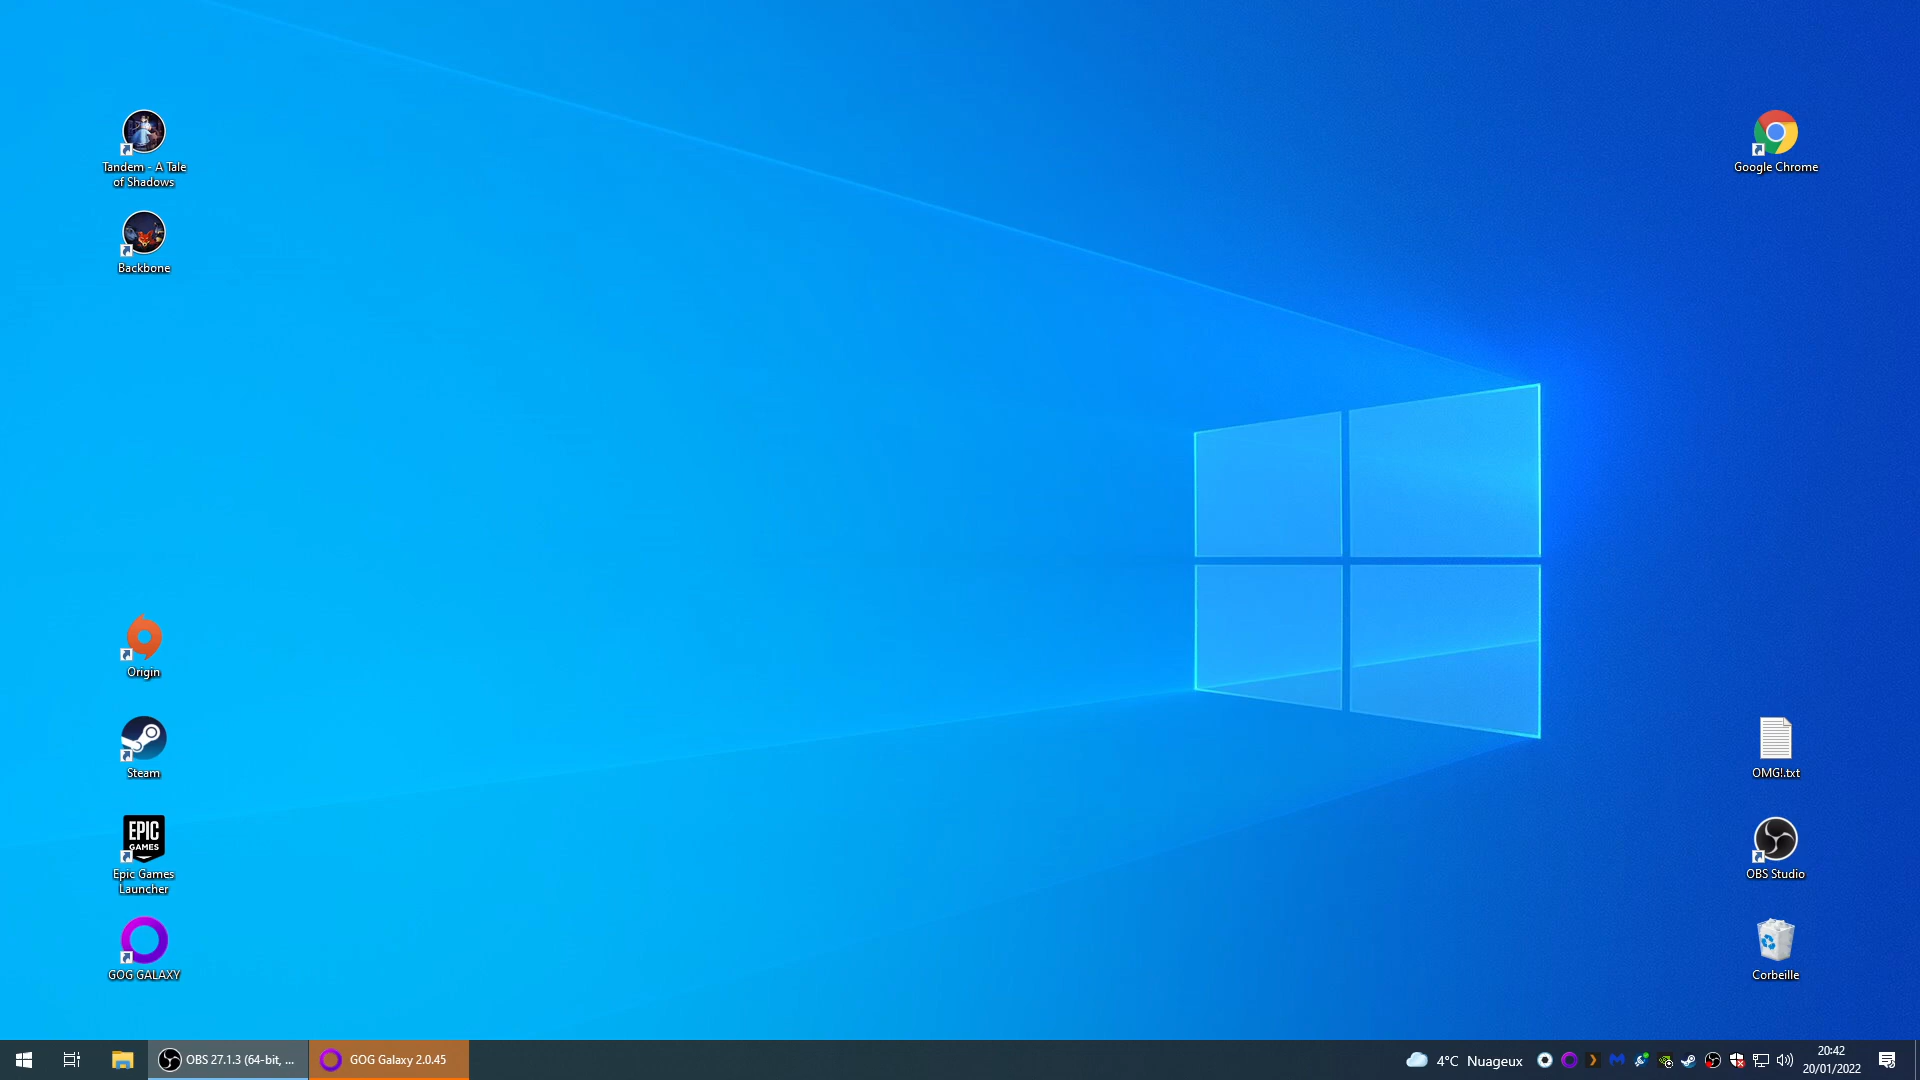 Tandem - A Tale
of Shadows
Backbone
Google Chrome
Origin
Steam
EPIC
GAMES
Epic Games
Launcher
GOG GALAXY
OMG!.txt
OBS Studio
Corbeille
OBS 27.1.3 (64-bit, ...
GOG Galaxy 2.0.45
4°C Nuageux
20:42
20/01/2022